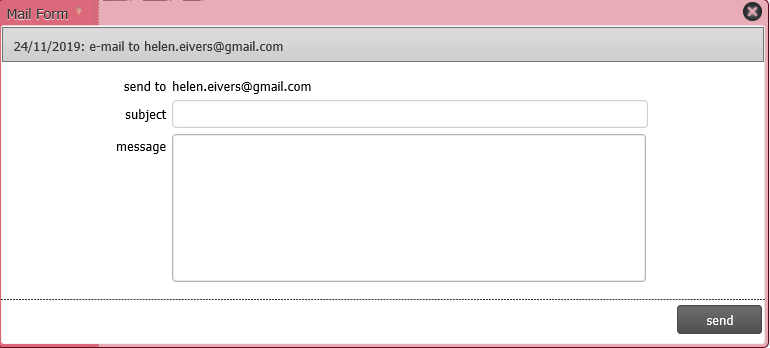 Mail Form
24/11/2019: e-mail to helen.eivers@gmail.com
send to helen.eivers@gmail.com
subject
message
send